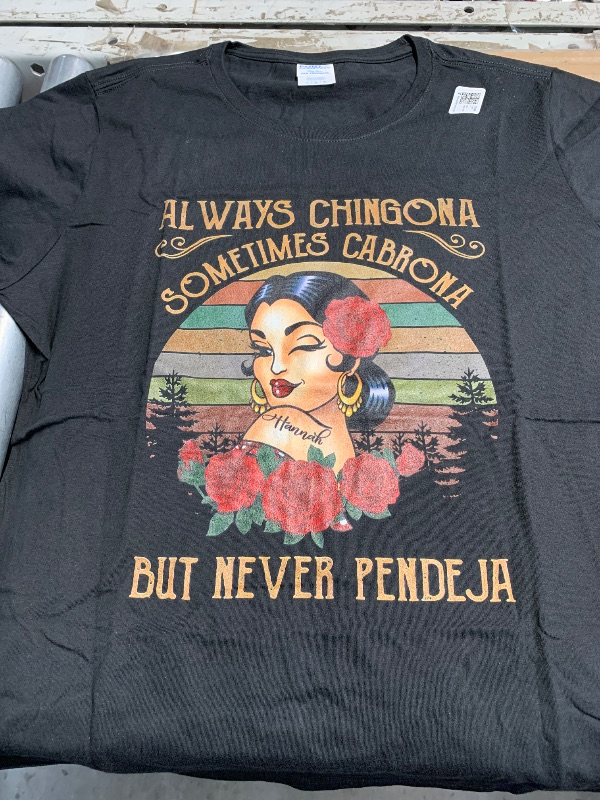 ALWAYS CHINGONA
SOMETIMES CABRONA
Hannah
BUT NEVER PENDEJA